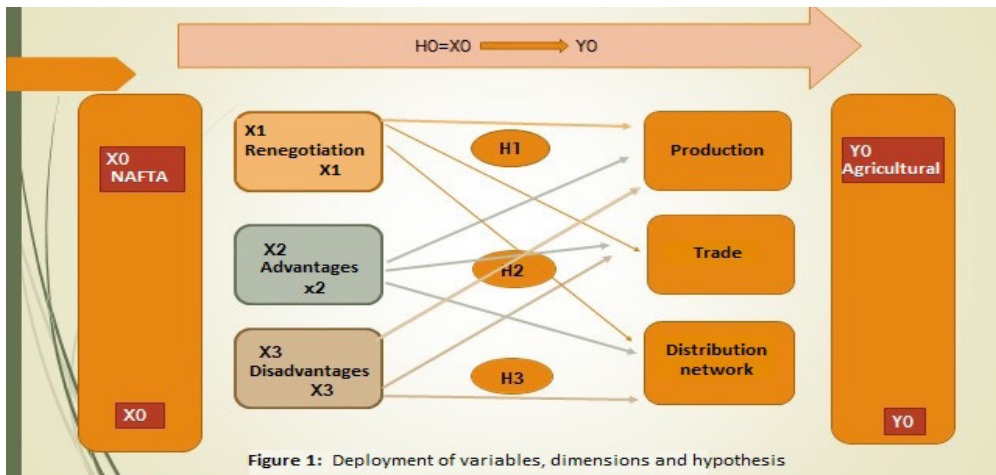 H0=X0 Y0
X0
NAFTA
X0
X1
Renegotiation
X1
X2
Advantages
x2
X3
Disadvantages
X3
H1
H2
H3
Production
Trade
Distribution
network
Y0
Agricultural
Y0
Figure 1: Deployment of variables, dimensions and hypothesis